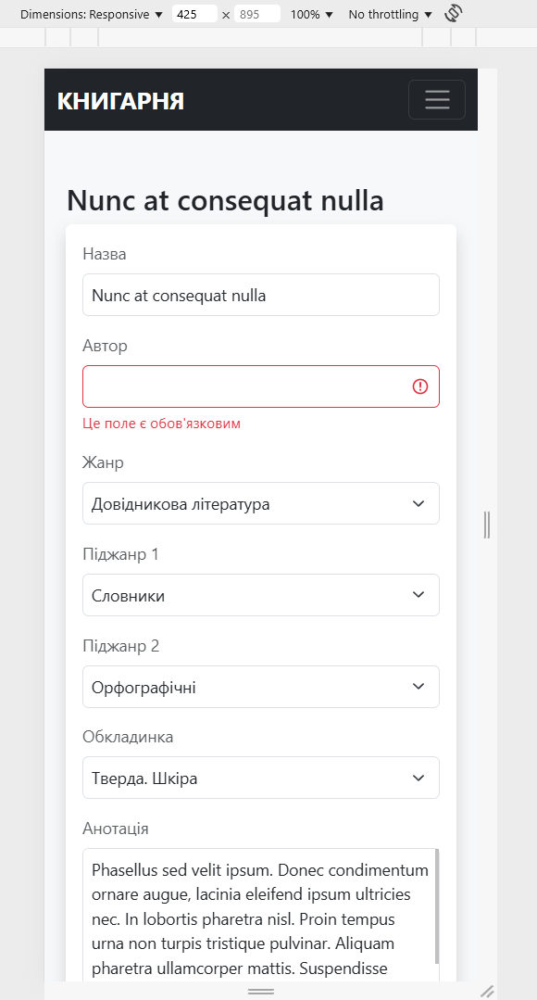 Dimensions: Responsive 425 × 895 100% No throttling
КНИГАРНЯ
Nunc at consequat nulla
Назва
Nunc at consequat nulla
Автор
Це поле є обов'язковим
Жанр
Довідникова література
Піджанр 1
Словники
Піджанр 2
Орфографічні
Обкладинка
Тверда. Шкіра
Анотація
Phasellus sed velit ipsum. Donec condimentum
ornare augue, lacinia eleifend ipsum ultricies
nec. In lobortis pharetra nisl. Proin tempus
urna non turpis tristique pulvinar. Aliquam
pharetra ullamcorper mattis. Suspendisse